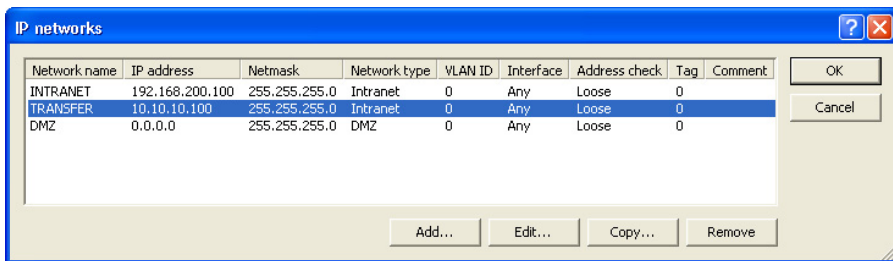 IP networks
Network name IP address Netmask Network type VLAN ID Interface Address check Tag Comment
INTRANET 192.168.200.100 255.255.255.0 Intranet 0 Any Loose 0
TRANSFER 10.10.10.100 255.255.255.0 Intranet 0 Any Loose 0
DMZ 0.0.0.0 255.255.255.0 DMZ 0 Any Loose 0
OK
Cancel
Add... Edit... Copy... Remove